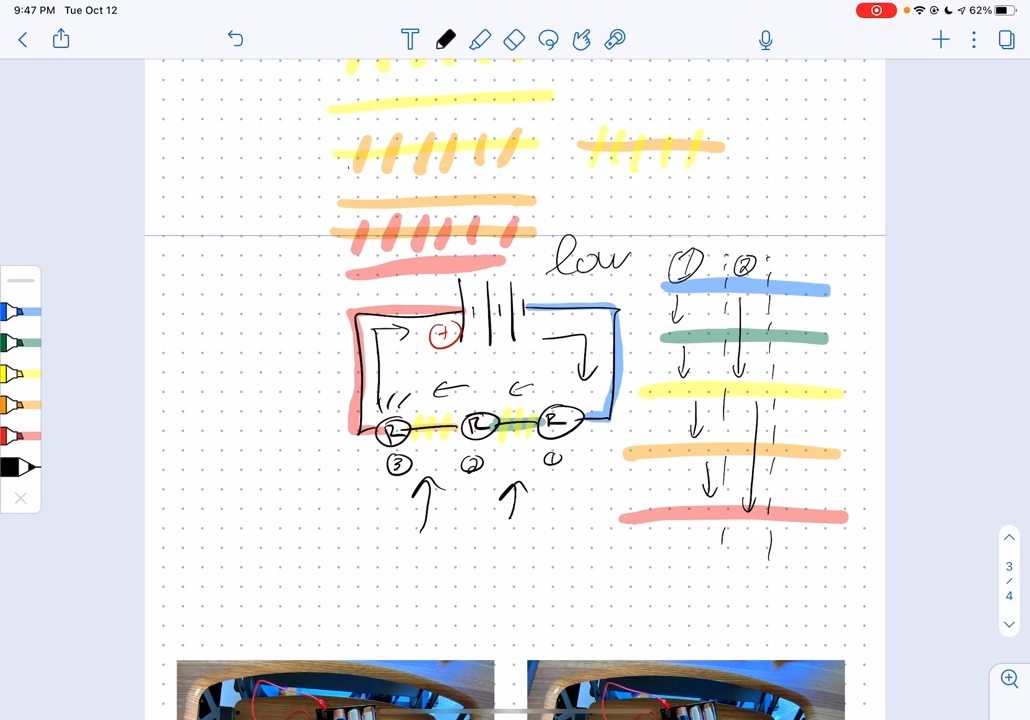 9:47 PM Tue Oct 12
62%
T
low
① ②
+
R R R
③ ② ①
3
/
4